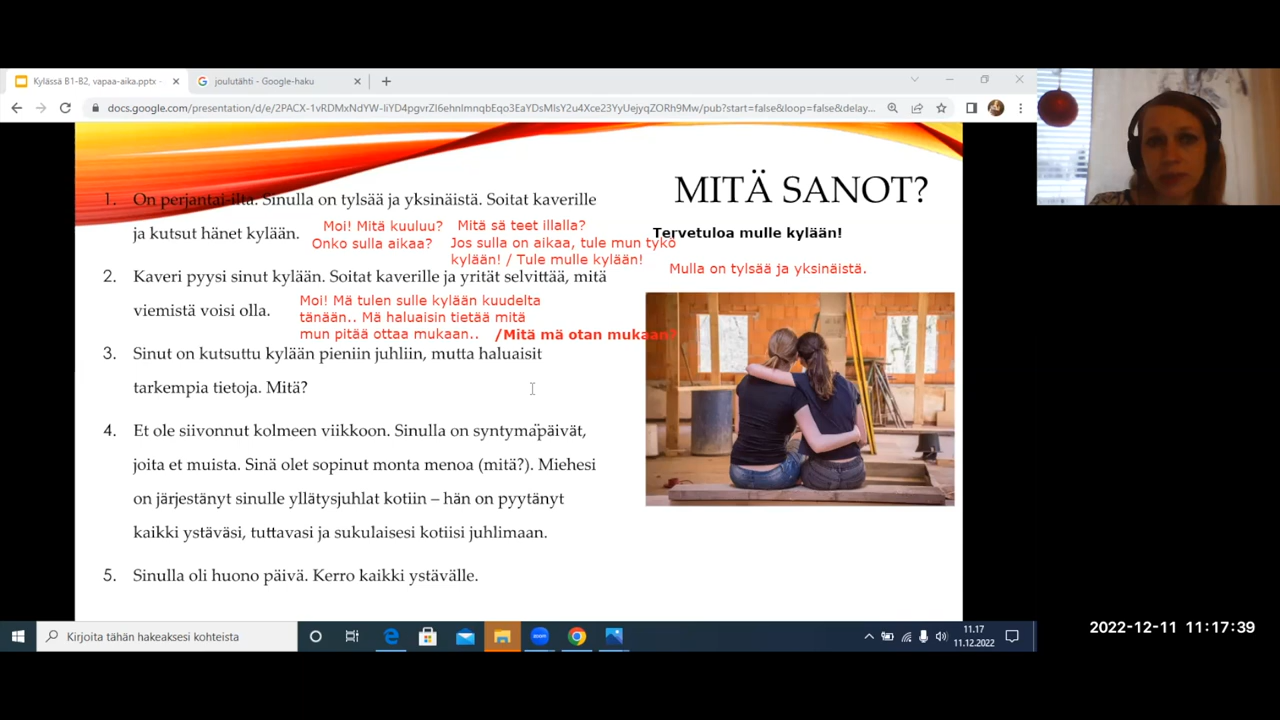 Kylässä B1-B2, vapaa-aika.pptx -
joulutähti - Google-haku
docs.google.com/presentation/d/e/2PACX-1vRDMxNdYW-IiYD4pgvrZI6ehnlmnqbEqo3EaYDsMlsY2u4Xce23YyUejyqZORh9Mw/pub?start=false&loop=false&delay...
MITÄ SANOT?
1. On perjantai-ilta. Sinulla on tylsää ja yksinäistä. Soitat kaverille
ja kutsut hänet kylään.
Moi! Mitä kuuluu? Mitä sä teet illalla?
Onko sulla aikaa? Jos sulla on aikaa, tule mun tykö
kylään! / Tule mulle kylään!
Tervetuloa mulle kylään!
Mulla on tylsää ja yksinäistä.
2. Kaveri pyysi sinut kylään. Soitat kaverille ja yrität selvittää, mitä
viemistä voisi olla.
Moi! Mä tulen sulle kylään kuudelta
tänään.. Mä haluaisin tietää mitä
mun pitää ottaa mukaan.. /Mitä mä otan mukaan?
3. Sinut on kutsuttu kylään pieniin juhliin, mutta haluaisit
tarkempia tietoja. Mitä?
4. Et ole siivonnut kolmeen viikkoon. Sinulla on syntymäpäivät,
joita et muista. Sinä olet sopinut monta menoa (mitä?). Miehesi
on järjestänyt sinulle yllätysjuhlat kotiin – hän on pyytänyt
kaikki ystäväsi, tuttavasi ja sukulaisesi kotiisi juhlimaan.
5. Sinulla oli huono päivä. Kerro kaikki ystävälle.
Kirjoita tähän hakeaksesi kohteista
zoom
11.17
11.12.2022
2022-12-11 11:17:39